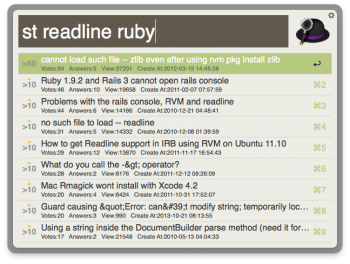 st readline ruby
>50 cannot load such file -- zlib even after using rvm pkg install zlib
Votes:84 Answers:5 View:37201 Create At:2012-03-15 14:46:38
>10 Ruby 1.9.2 and Rails 3 cannot open rails console ⌘2
Votes:46 Answers:10 View:19658 Create At:2011-02-07 07:57:59
>10 Problems with the rails console, RVM and readline ⌘3
Votes:44 Answers:5 View:14186 Create At:2010-12-21 04:48:41
>10 no such file to load -- readline ⌘4
Votes:31 Answers:5 View:14332 Create At:2010-12-08 01:39:59
>10 How to get Readline support in IRB using RVM on Ubuntu 11.10 ⌘5
Votes:29 Answers:12 View:13870 Create At:2011-11-17 16:54:43
>10 What do you call the -&gt; operator? ⌘6
Votes:28 Answers:2 View:6176 Create At:2011-12-12 08:26:09
>10 Mac Rmagick wont install with Xcode 4.2 ⌘7
Votes:20 Answers:4 View:8424 Create At:2011-10-31 17:52:07
>10 Guard causing &quot;Error: can&#39;t modify string; temporarily loc… ⌘8
Votes:20 Answers:3 View:990 Create At:2013-10-21 08:13:55
>10 Using a string inside the DocumentBuilder parse method (need it for… ⌘9
Votes:17 Answers:2 View:21548 Create At:2010-05-13 04:04:33